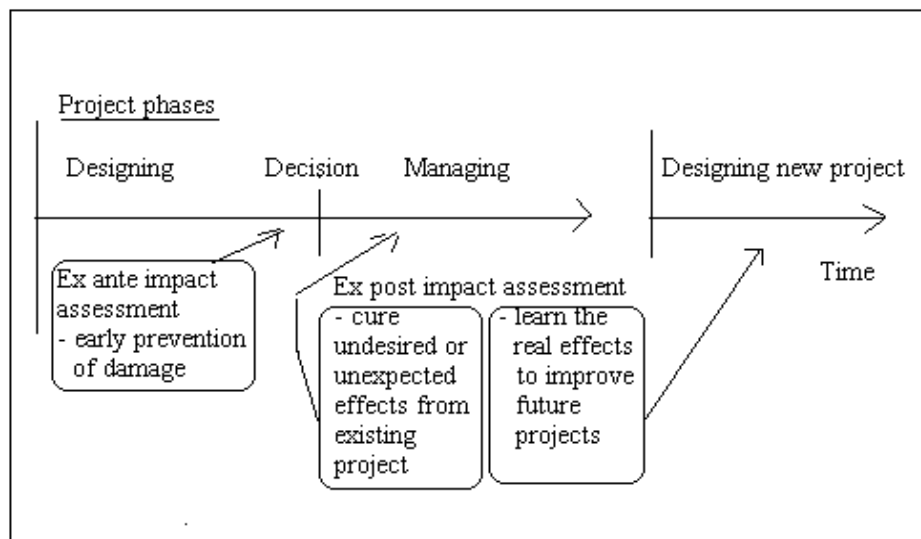 Project phases
Designing
Decision
Managing
Designing new project
Time
Ex ante impact
assessment
- early prevention
of damage
Ex post impact assessment
- cure
undesired or
unexpected
effects from
existing
project
- learn the
real effects
to improve
future
projects